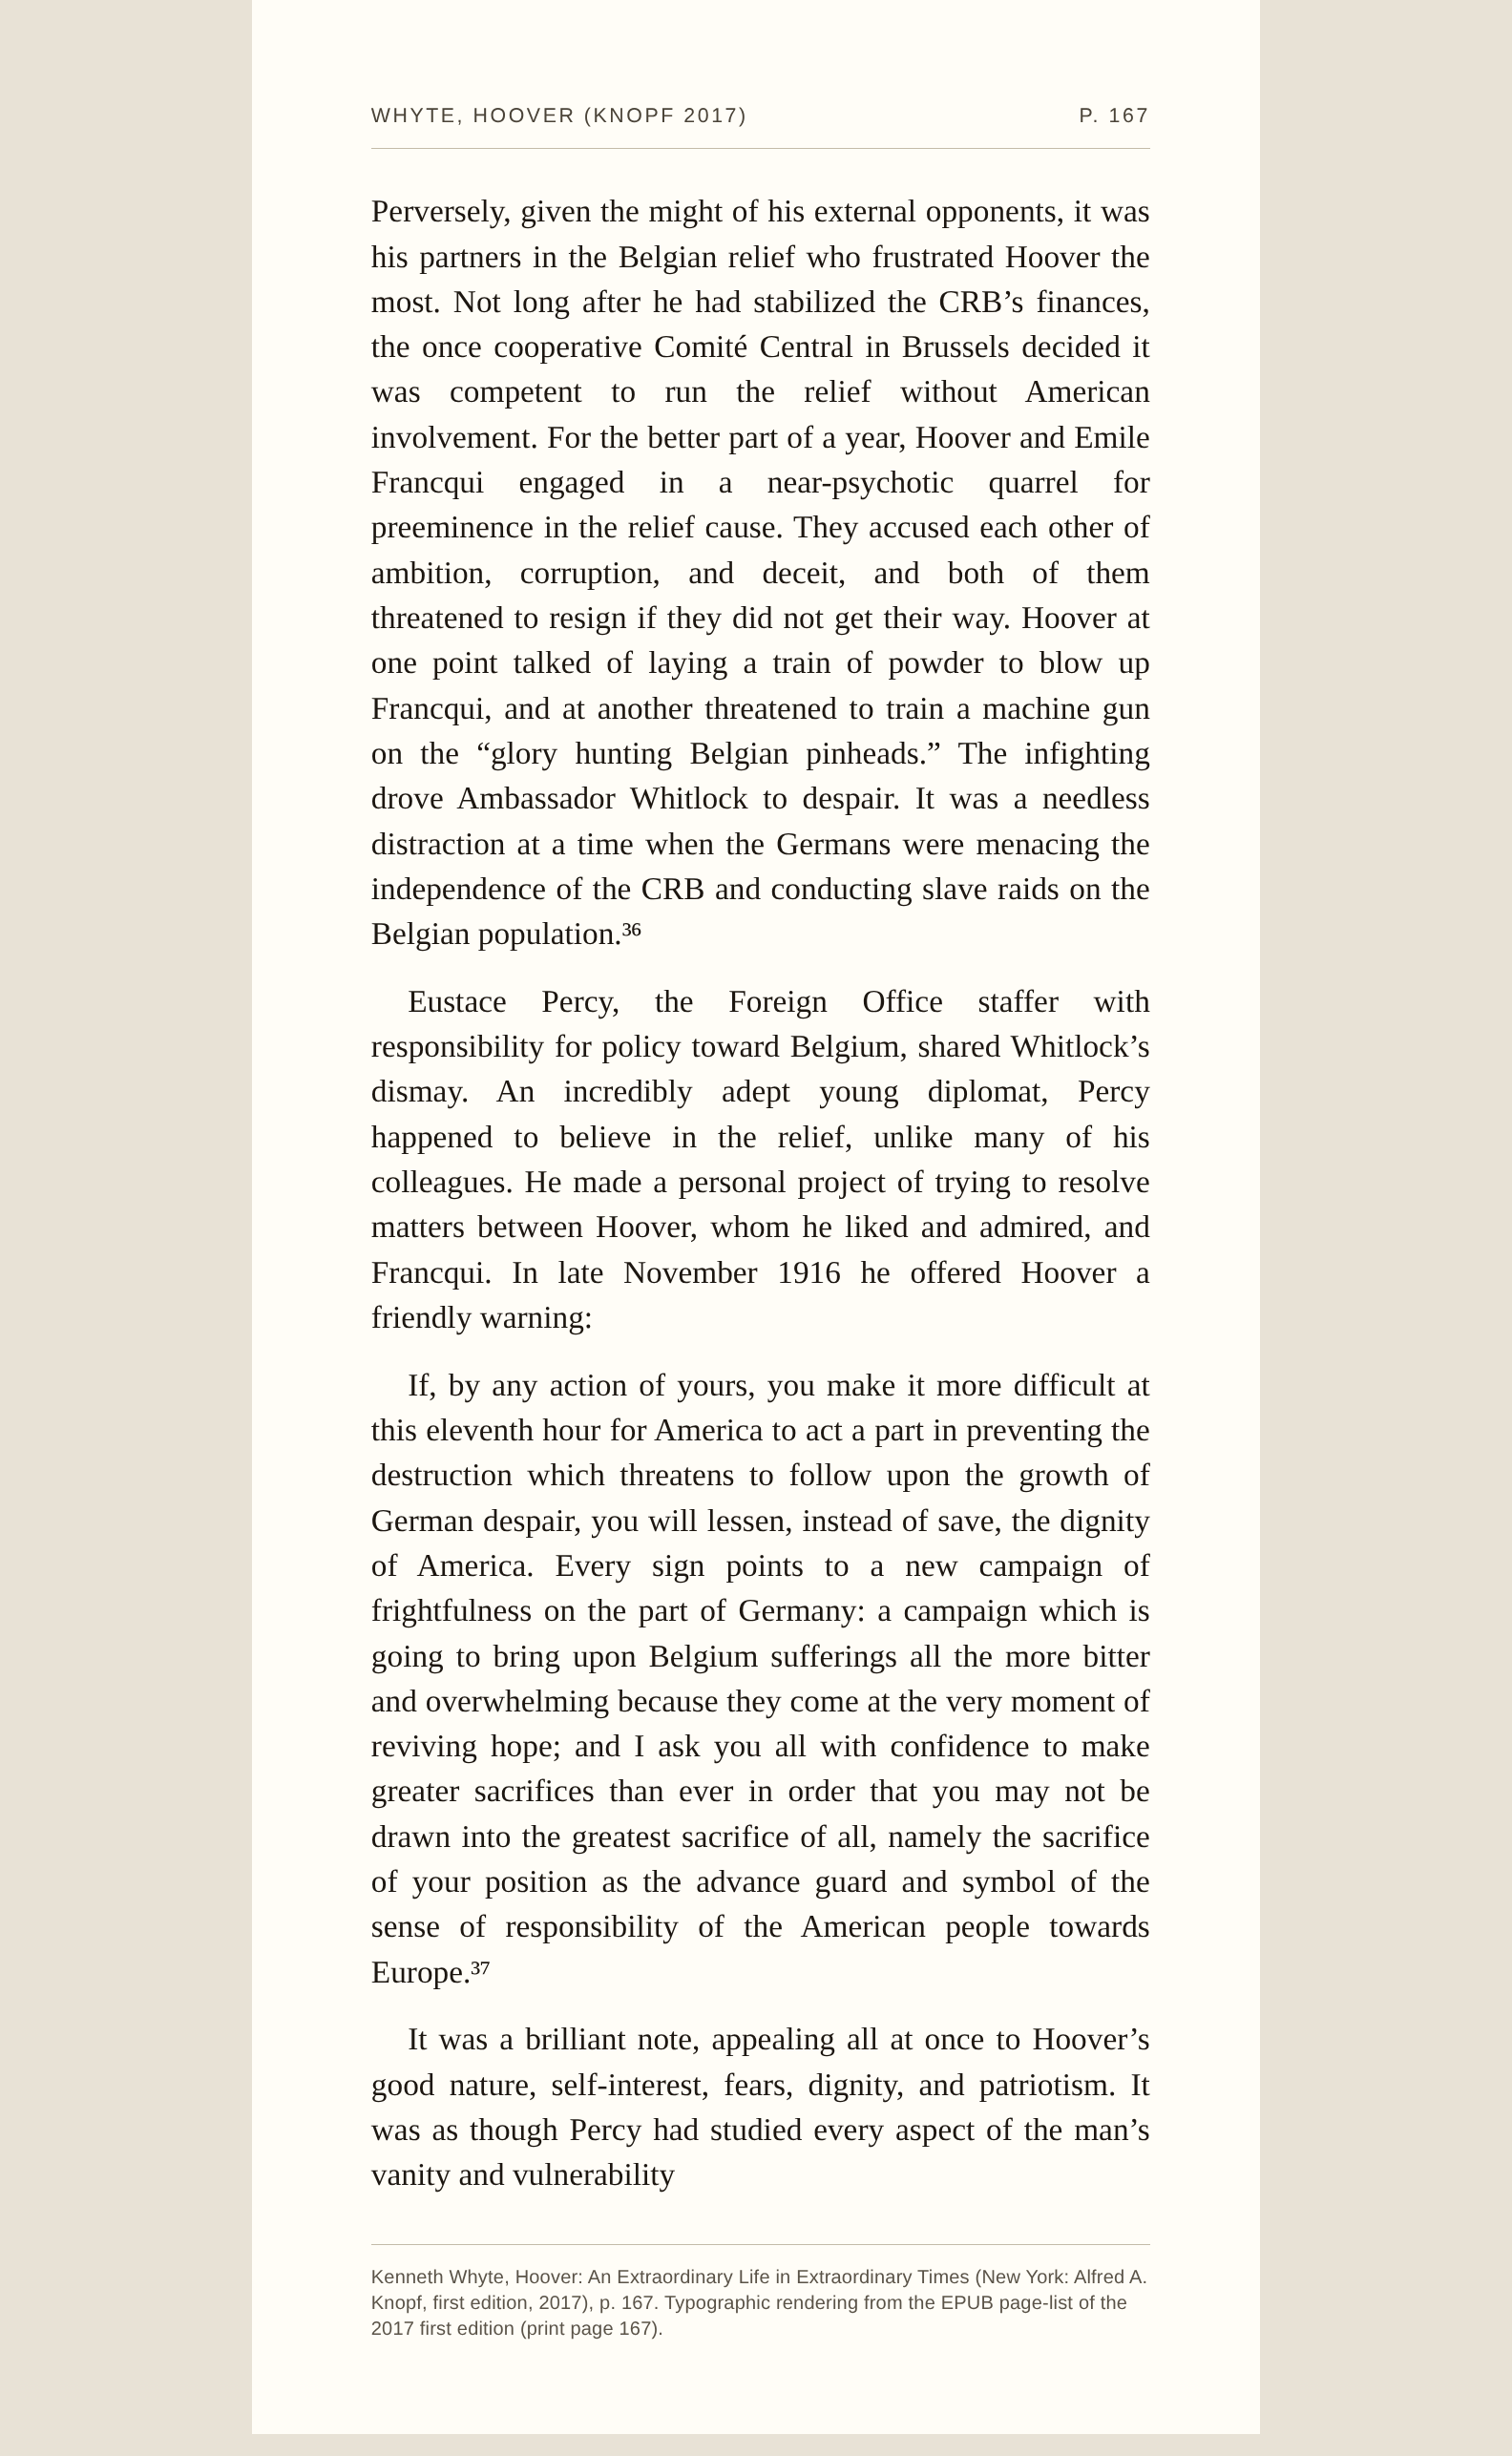 WHYTE, HOOVER (KNOPF 2017) P. 167
Perversely, given the might of his external opponents, it was
his partners in the Belgian relief who frustrated Hoover the
most. Not long after he had stabilized the CRB’s finances,
the once cooperative Comité Central in Brussels decided it
was competent to run the relief without American
involvement. For the better part of a year, Hoover and Emile
Francqui engaged in a near-psychotic quarrel for
preeminence in the relief cause. They accused each other of
ambition, corruption, and deceit, and both of them
threatened to resign if they did not get their way. Hoover at
one point talked of laying a train of powder to blow up
Francqui, and at another threatened to train a machine gun
on the “glory hunting Belgian pinheads.” The infighting
drove Ambassador Whitlock to despair. It was a needless
distraction at a time when the Germans were menacing the
independence of the CRB and conducting slave raids on the
Belgian population.³⁶
Eustace Percy, the Foreign Office staffer with
responsibility for policy toward Belgium, shared Whitlock’s
dismay. An incredibly adept young diplomat, Percy
happened to believe in the relief, unlike many of his
colleagues. He made a personal project of trying to resolve
matters between Hoover, whom he liked and admired, and
Francqui. In late November 1916 he offered Hoover a
friendly warning:
If, by any action of yours, you make it more difficult at
this eleventh hour for America to act a part in preventing the
destruction which threatens to follow upon the growth of
German despair, you will lessen, instead of save, the dignity
of America. Every sign points to a new campaign of
frightfulness on the part of Germany: a campaign which is
going to bring upon Belgium sufferings all the more bitter
and overwhelming because they come at the very moment of
reviving hope; and I ask you all with confidence to make
greater sacrifices than ever in order that you may not be
drawn into the greatest sacrifice of all, namely the sacrifice
of your position as the advance guard and symbol of the
sense of responsibility of the American people towards
Europe.³⁷
It was a brilliant note, appealing all at once to Hoover’s
good nature, self-interest, fears, dignity, and patriotism. It
was as though Percy had studied every aspect of the man’s
vanity and vulnerability
Kenneth Whyte, Hoover: An Extraordinary Life in Extraordinary Times (New York: Alfred A.
Knopf, first edition, 2017), p. 167. Typographic rendering from the EPUB page-list of the
2017 first edition (print page 167).